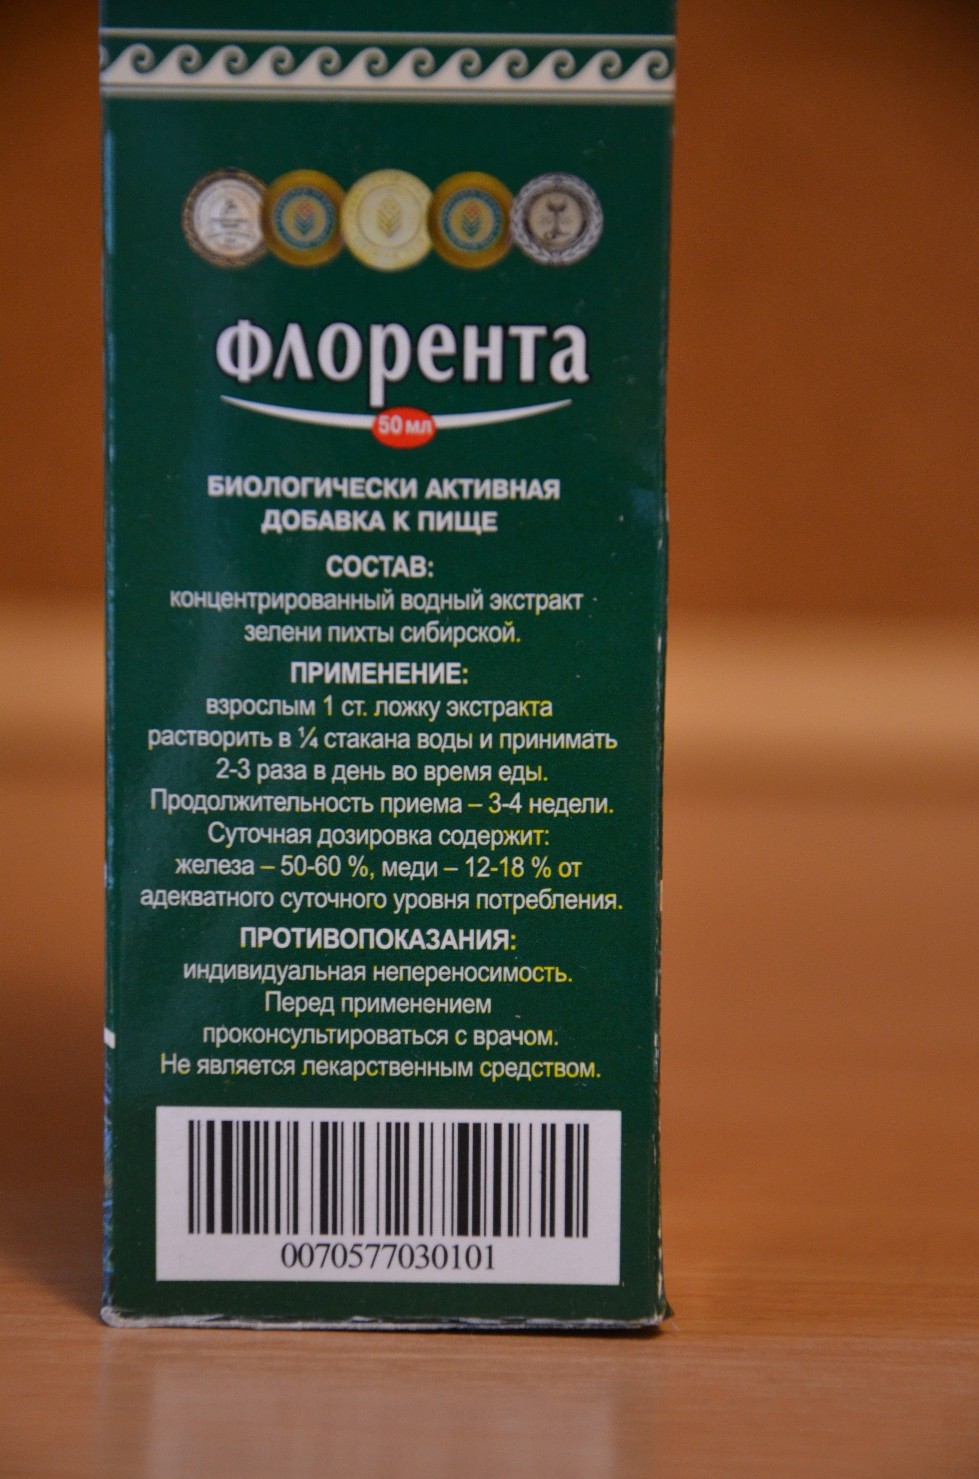 Флорента
50 мл
БИОЛОГИЧЕСКИ АКТИВНАЯ
ДОБАВКА К ПИЩЕ
СОСТАВ:
концентрированный водный экстракт
зелени пихты сибирской.
ПРИМЕНЕНИЕ:
взрослым 1 ст. ложку экстракта
растворить в ¼ стакана воды и принимать
2-3 раза в день во время еды.
Продолжительность приема – 3-4 недели.
Суточная дозировка содержит:
железа – 50-60 %, меди – 12-18 % от
адекватного суточного уровня потребления.
ПРОТИВОПОКАЗАНИЯ:
индивидуальная непереносимость.
Перед применением
проконсультироваться с врачом.
Не является лекарственным средством.
0070577030101